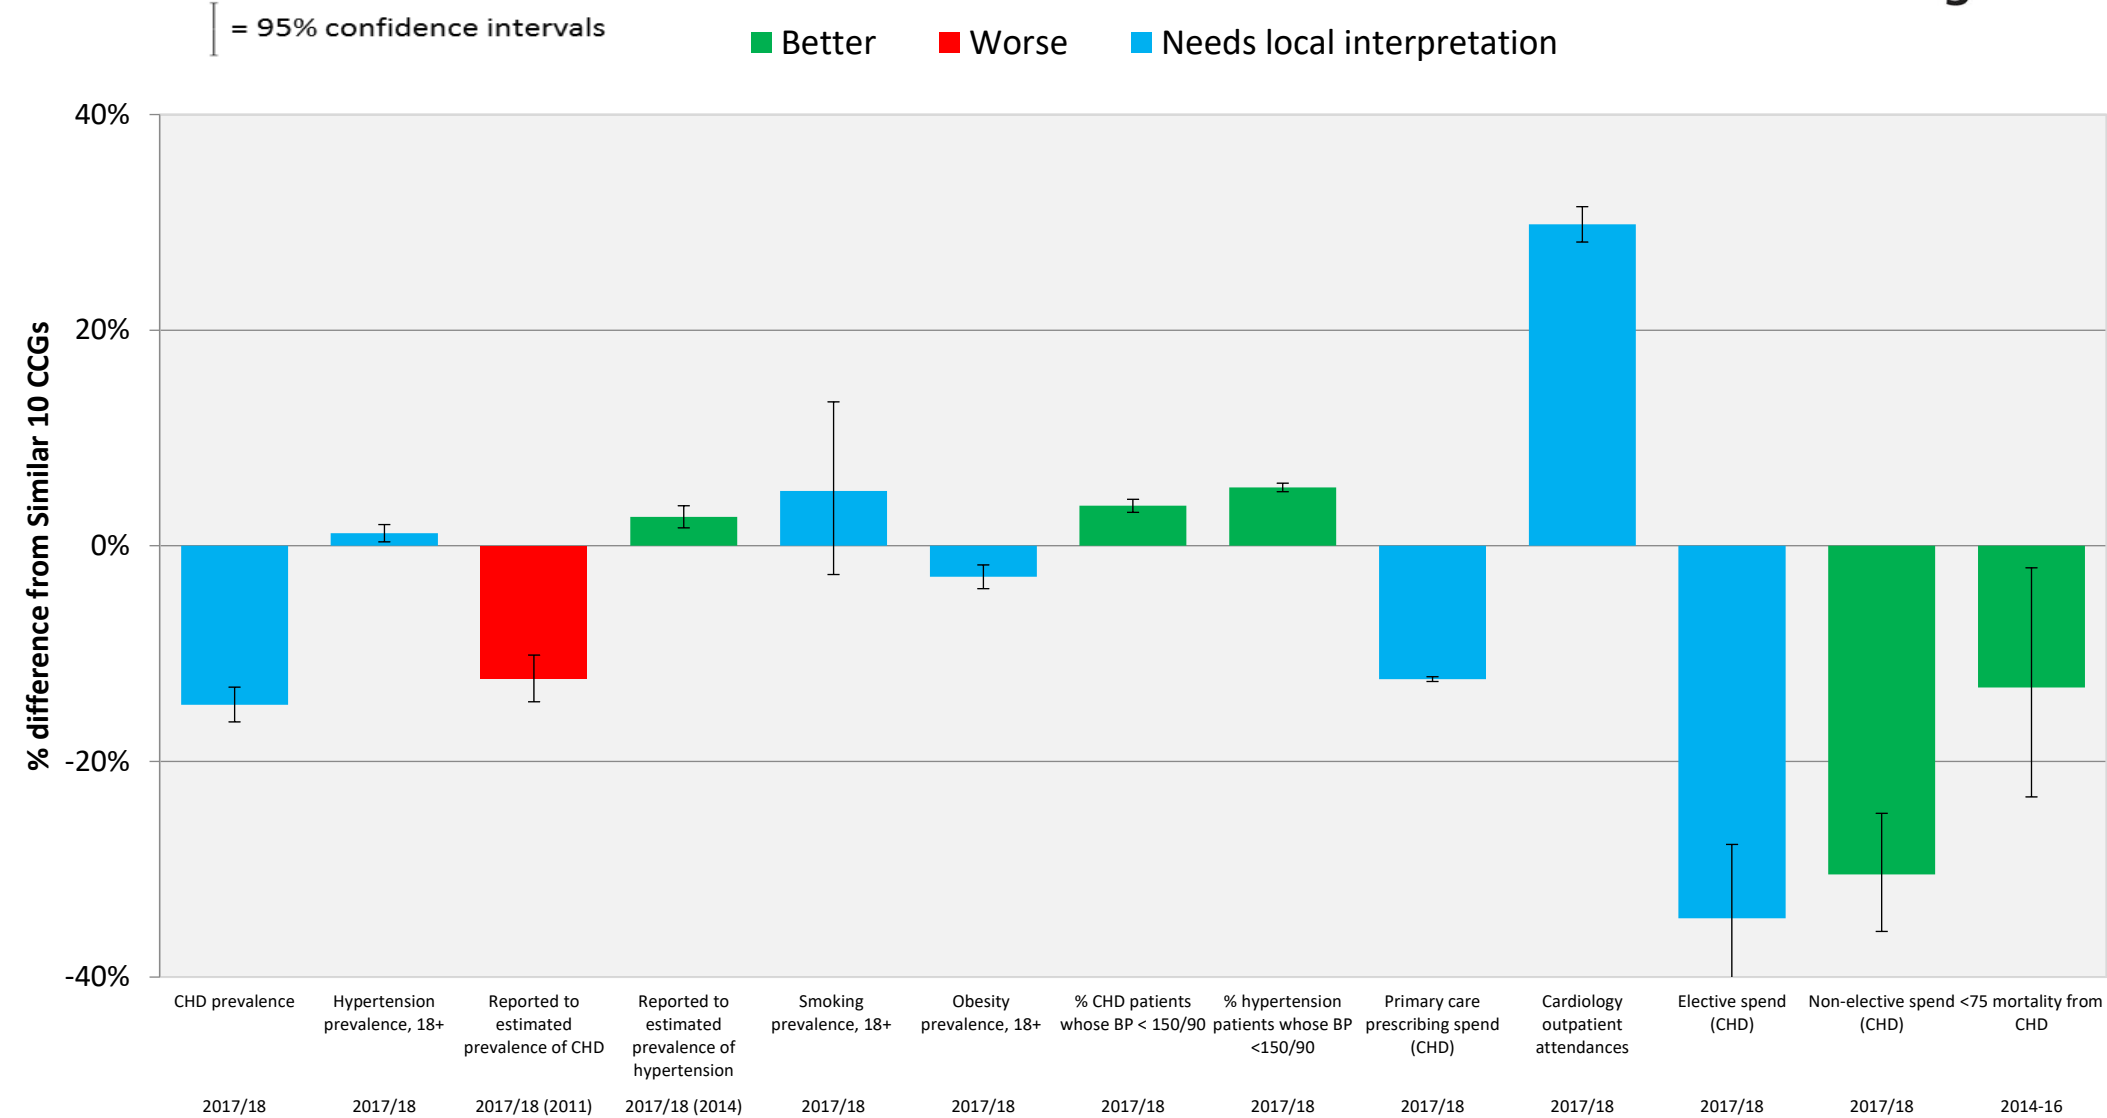 = 95% confidence intervals
Better Worse Needs local interpretation
% difference from Similar 10 CCGs
40%
20%
0%
-20%
-40%
CHD prevalence
2017/18
Hypertension
prevalence, 18+
2017/18
Reported to
estimated
prevalence of CHD
2017/18 (2011)
Reported to
estimated
prevalence of
hypertension
2017/18 (2014)
Smoking
prevalence, 18+
2017/18
Obesity
prevalence, 18+
2017/18
% CHD patients
whose BP < 150/90
2017/18
% hypertension
patients whose BP
<150/90
2017/18
Primary care
prescribing spend
(CHD)
2017/18
Cardiology
outpatient
attendances
2017/18
Elective spend
(CHD)
2017/18
Non-elective spend
(CHD)
2017/18
<75 mortality from
CHD
2014-16